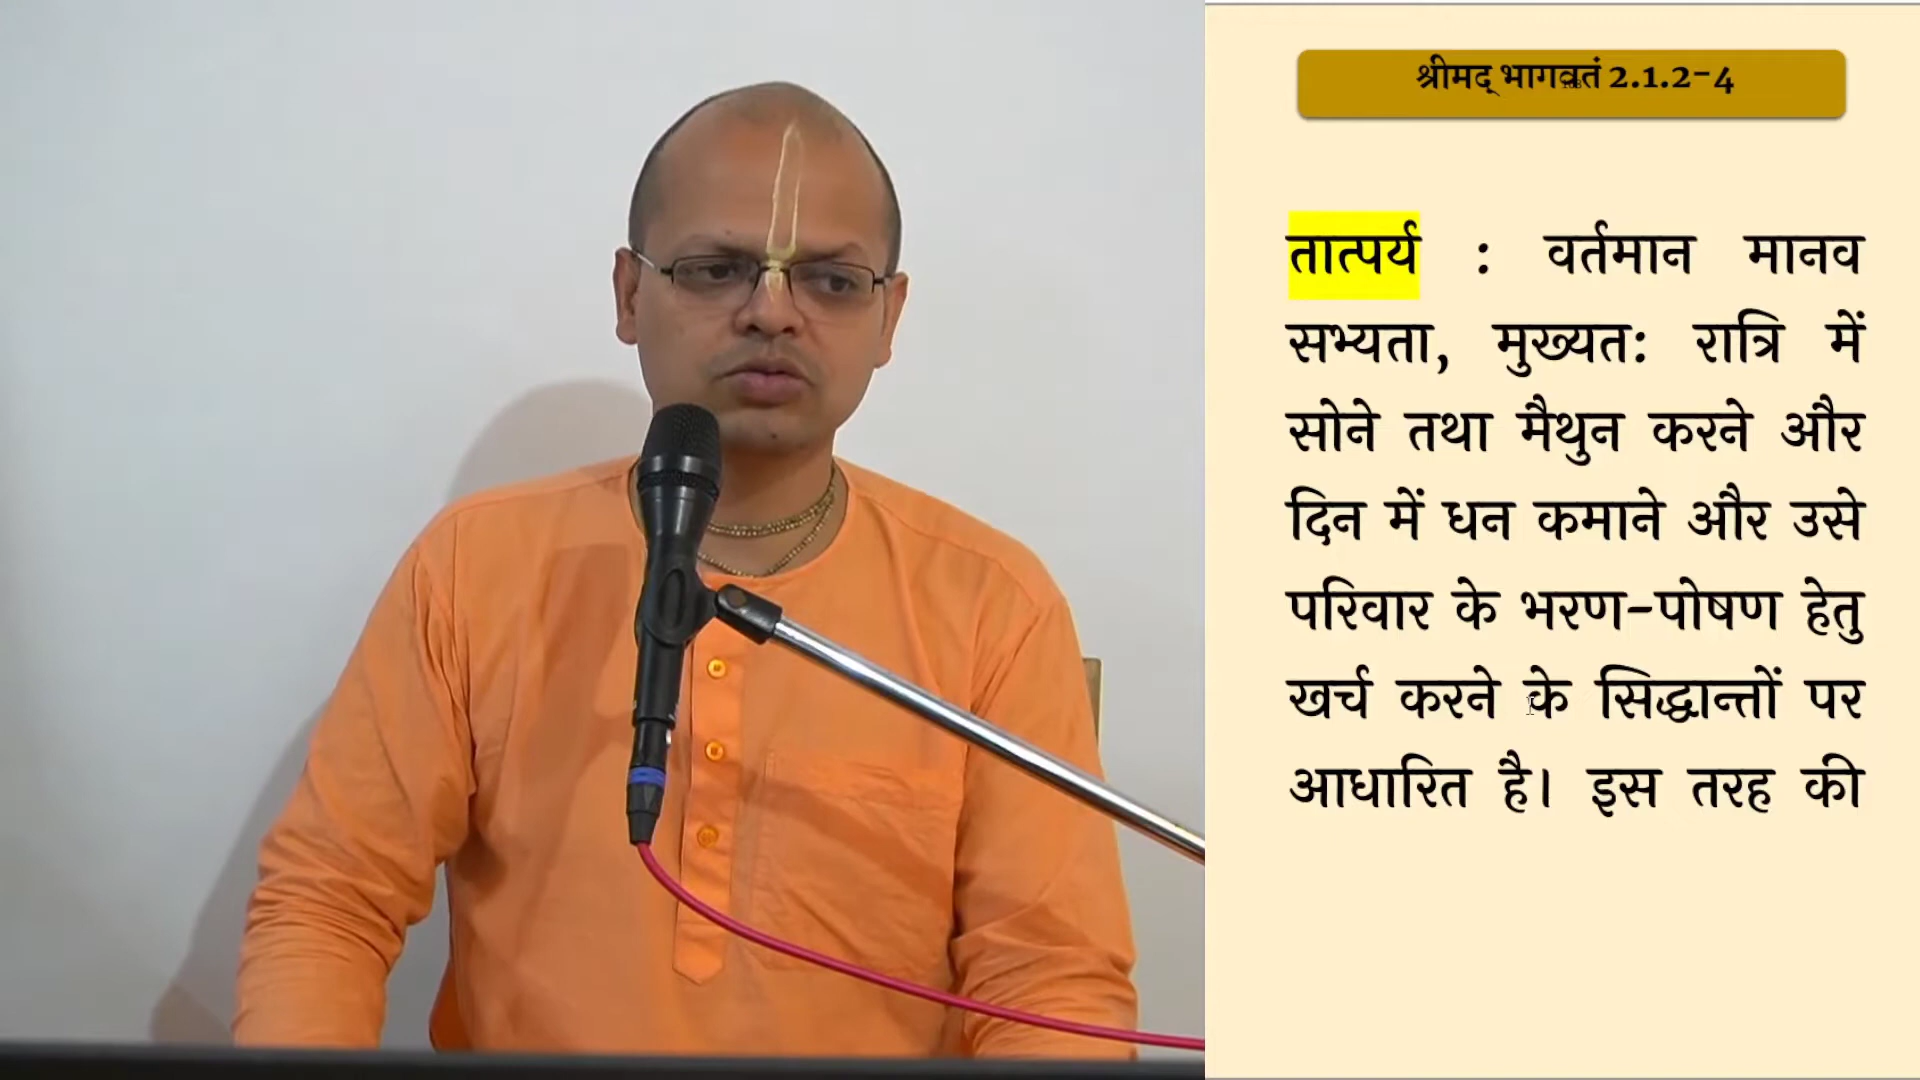 श्रीमद् भागवतं 2.1.2-4
तात्पर्य : वर्तमान मानव
सभ्यता, मुख्यत: रात्रि में
सोने तथा मैथुन करने और
दिन में धन कमाने और उसे
परिवार के भरण-पोषण हेतु
खर्च करने के सिद्धान्तों पर
आधारित है। इस तरह की